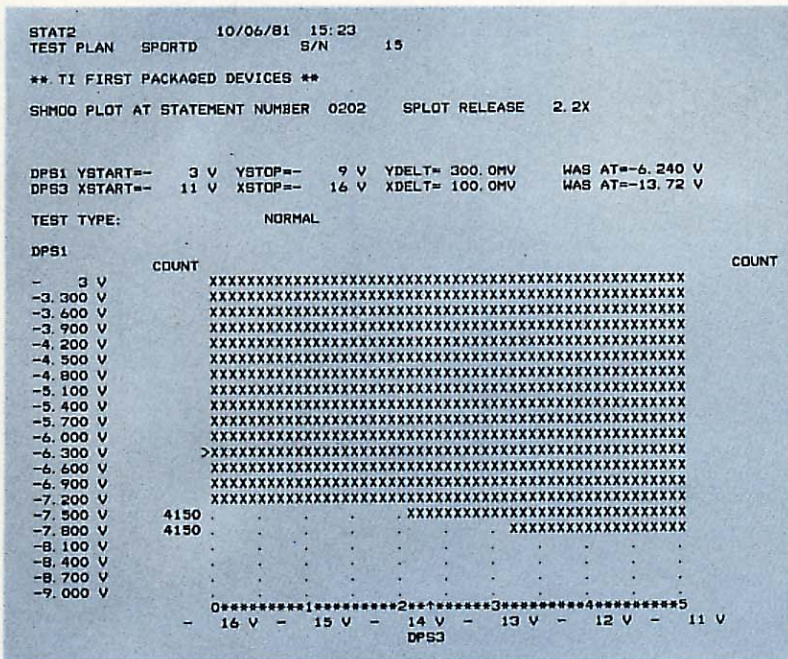 STAT2 10/06/81 15:23
TEST PLAN SPORTD S/N 15
** TI FIRST PACKAGED DEVICES **
SHMOO PLOT AT STATEMENT NUMBER 0202 SPLOT RELEASE 2.2X
DPS1 YSTART=- 3 V YSTOP=- 9 V YDELT= 300.0MV WAS AT=-6.240 V
DPS3 XSTART=- 11 V XSTOP=- 16 V XDELT= 100.0MV WAS AT=-13.72 V
TEST TYPE: NORMAL
DPS1
COUNT COUNT
- 3 V XXXXXXXXXXXXXXXXXXXXXXXXXXXXXXXXXXXXXXXXXXXXXXXXXXX
-3.300 V XXXXXXXXXXXXXXXXXXXXXXXXXXXXXXXXXXXXXXXXXXXXXXXXXXX
-3.600 V XXXXXXXXXXXXXXXXXXXXXXXXXXXXXXXXXXXXXXXXXXXXXXXXXXX
-3.900 V XXXXXXXXXXXXXXXXXXXXXXXXXXXXXXXXXXXXXXXXXXXXXXXXXXX
-4.200 V XXXXXXXXXXXXXXXXXXXXXXXXXXXXXXXXXXXXXXXXXXXXXXXXXXX
-4.500 V XXXXXXXXXXXXXXXXXXXXXXXXXXXXXXXXXXXXXXXXXXXXXXXXXXX
-4.800 V XXXXXXXXXXXXXXXXXXXXXXXXXXXXXXXXXXXXXXXXXXXXXXXXXXX
-5.100 V XXXXXXXXXXXXXXXXXXXXXXXXXXXXXXXXXXXXXXXXXXXXXXXXXXX
-5.400 V XXXXXXXXXXXXXXXXXXXXXXXXXXXXXXXXXXXXXXXXXXXXXXXXXXX
-5.700 V XXXXXXXXXXXXXXXXXXXXXXXXXXXXXXXXXXXXXXXXXXXXXXXXXXX
-6.000 V XXXXXXXXXXXXXXXXXXXXXXXXXXXXXXXXXXXXXXXXXXXXXXXXXXX
-6.300 V >XXXXXXXXXXXXXXXXXXXXXXXXXXXXXXXXXXXXXXXXXXXXXXXXXXX
-6.600 V XXXXXXXXXXXXXXXXXXXXXXXXXXXXXXXXXXXXXXXXXXXXXXXXXXX
-6.900 V XXXXXXXXXXXXXXXXXXXXXXXXXXXXXXXXXXXXXXXXXXXXXXXXXXX
-7.200 V XXXXXXXXXXXXXXXXXXXXXXXXXXXXXXXXXXXXXXXXXXXXXXXXXXX
-7.500 V 4150 . . . . . XXXXXXXXXXXXXXXXXXXXXXXXXXXXXX
-7.800 V 4150 . . . . . . . XXXXXXXXXXXXXXXXXXX
-8.100 V . . . . . . . . . . .
-8.400 V . . . . . . . . . . .
-8.700 V . . . . . . . . . . .
-9.000 V . . . . . . . . . . .
0*********1*********2**↑******3*********4*********5
- 16 V - 15 V - 14 V - 13 V - 12 V - 11 V
DPS3